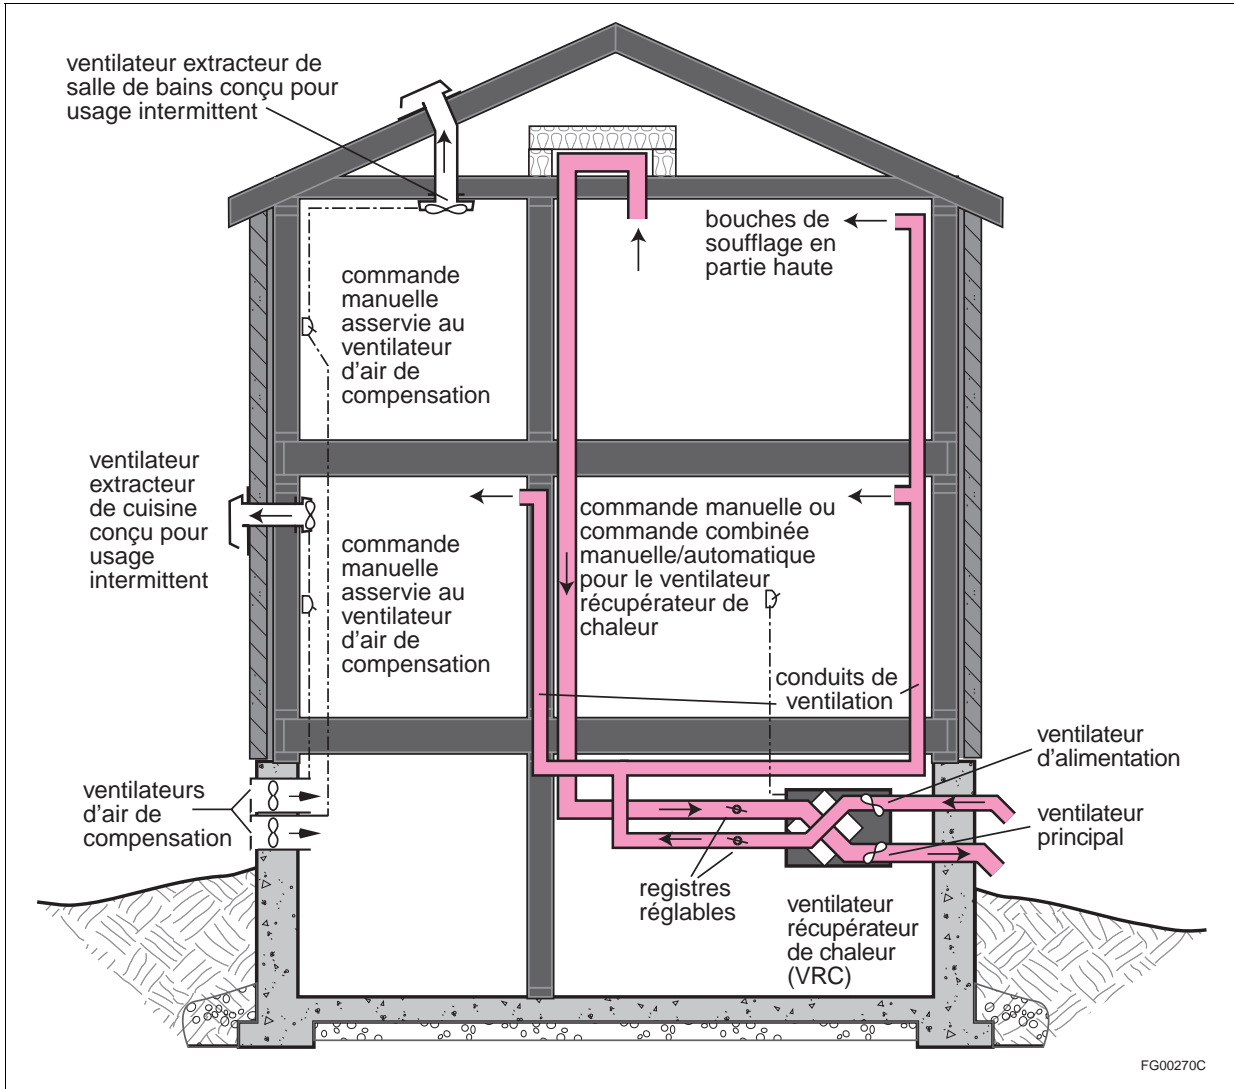 ventilateur extracteur de
salle de bains conçu pour
usage intermittent
bouches de
soufflage en
partie haute
commande
manuelle
asservie au
ventilateur
d'air de
compensation
ventilateur
extracteur
de cuisine
conçu pour
usage
intermittent
commande
manuelle
asservie au
ventilateur
d'air de
compensation
commande manuelle ou
commande combinée
manuelle/automatique
pour le ventilateur
récupérateur de
chaleur
conduits de
ventilation
ventilateur
d'alimentation
ventilateurs
d'air de
compensation
ventilateur
principal
registres
réglables
ventilateur
récupérateur
de chaleur
(VRC)
FG00270C